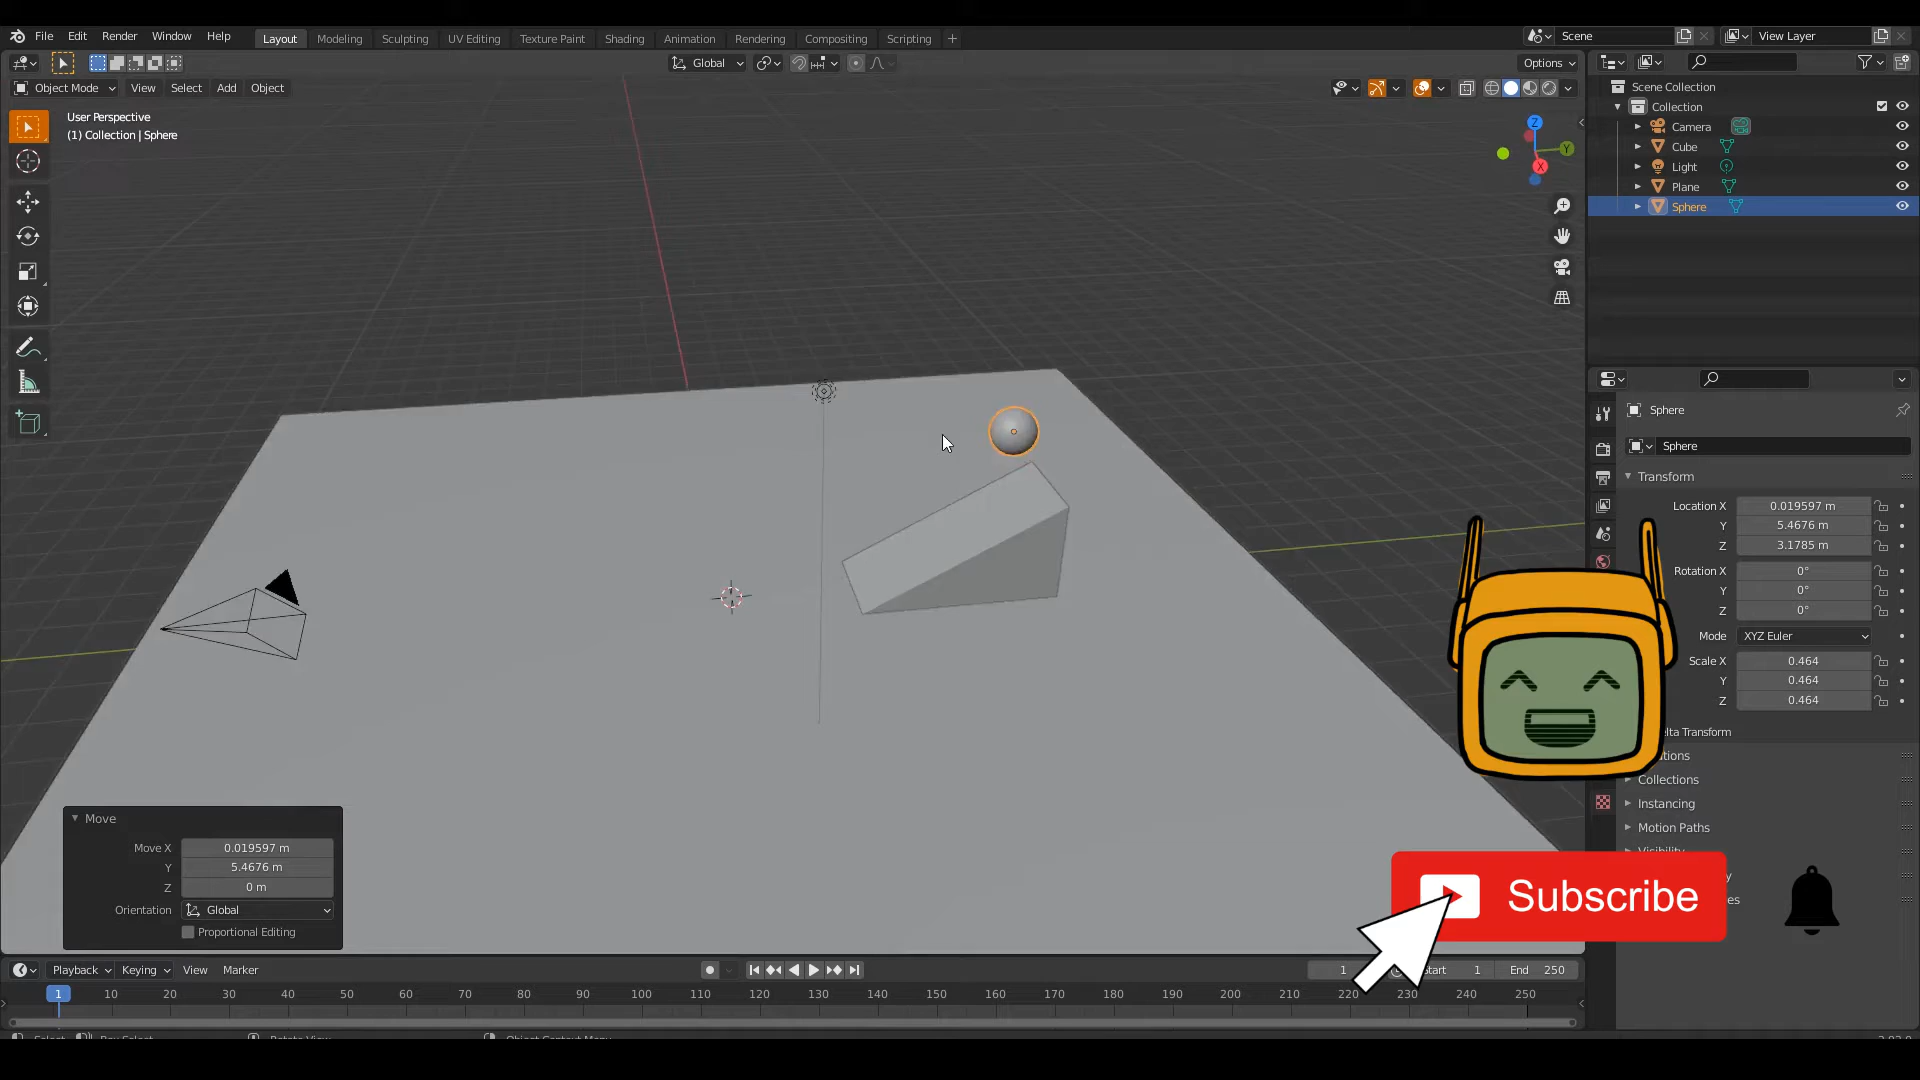 File Edit Render Window Help
Layout Modeling Sculpting UV Editing Texture Paint Shading Animation Rendering Compositing Scripting +
Scene
View Layer
Global
Options
Object Mode View Select Add Object
User Perspective
(1) Collection | Sphere
Z
Y
X
Scene Collection
Collection
Camera
Cube
Light
Plane
Sphere
Sphere
Sphere
Transform
Location X 0.019597 m
Y 5.4676 m
Z 3.1785 m
Rotation X 0°
Y 0°
Z 0°
Mode XYZ Euler
Scale X 0.464
Y 0.464
Z 0.464
lta Transform
Collections
Instancing
Motion Paths
Subscribe
Move
Move X 0.019597 m
Y 5.4676 m
Z 0 m
Orientation Global
Proportional Editing
Playback Keying View Marker
1 Start 1 End 250
1 10 20 30 40 50 60 70 80 90 100 110 120 130 140 150 160 170 180 190 200 210 220 230 240 250